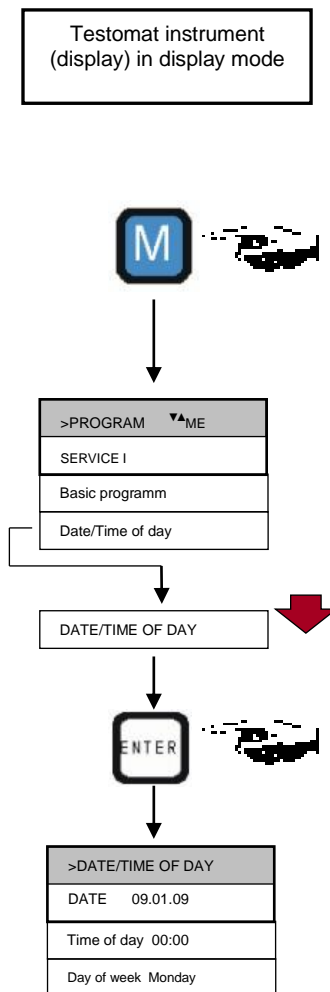 Testomat instrument
(display) in display mode
M
>PROGRAM ▼▲ME
SERVICE I
Basic programm
Date/Time of day
DATE/TIME OF DAY
ENTER
>DATE/TIME OF DAY
DATE 09.01.09
Time of day 00:00
Day of week Monday